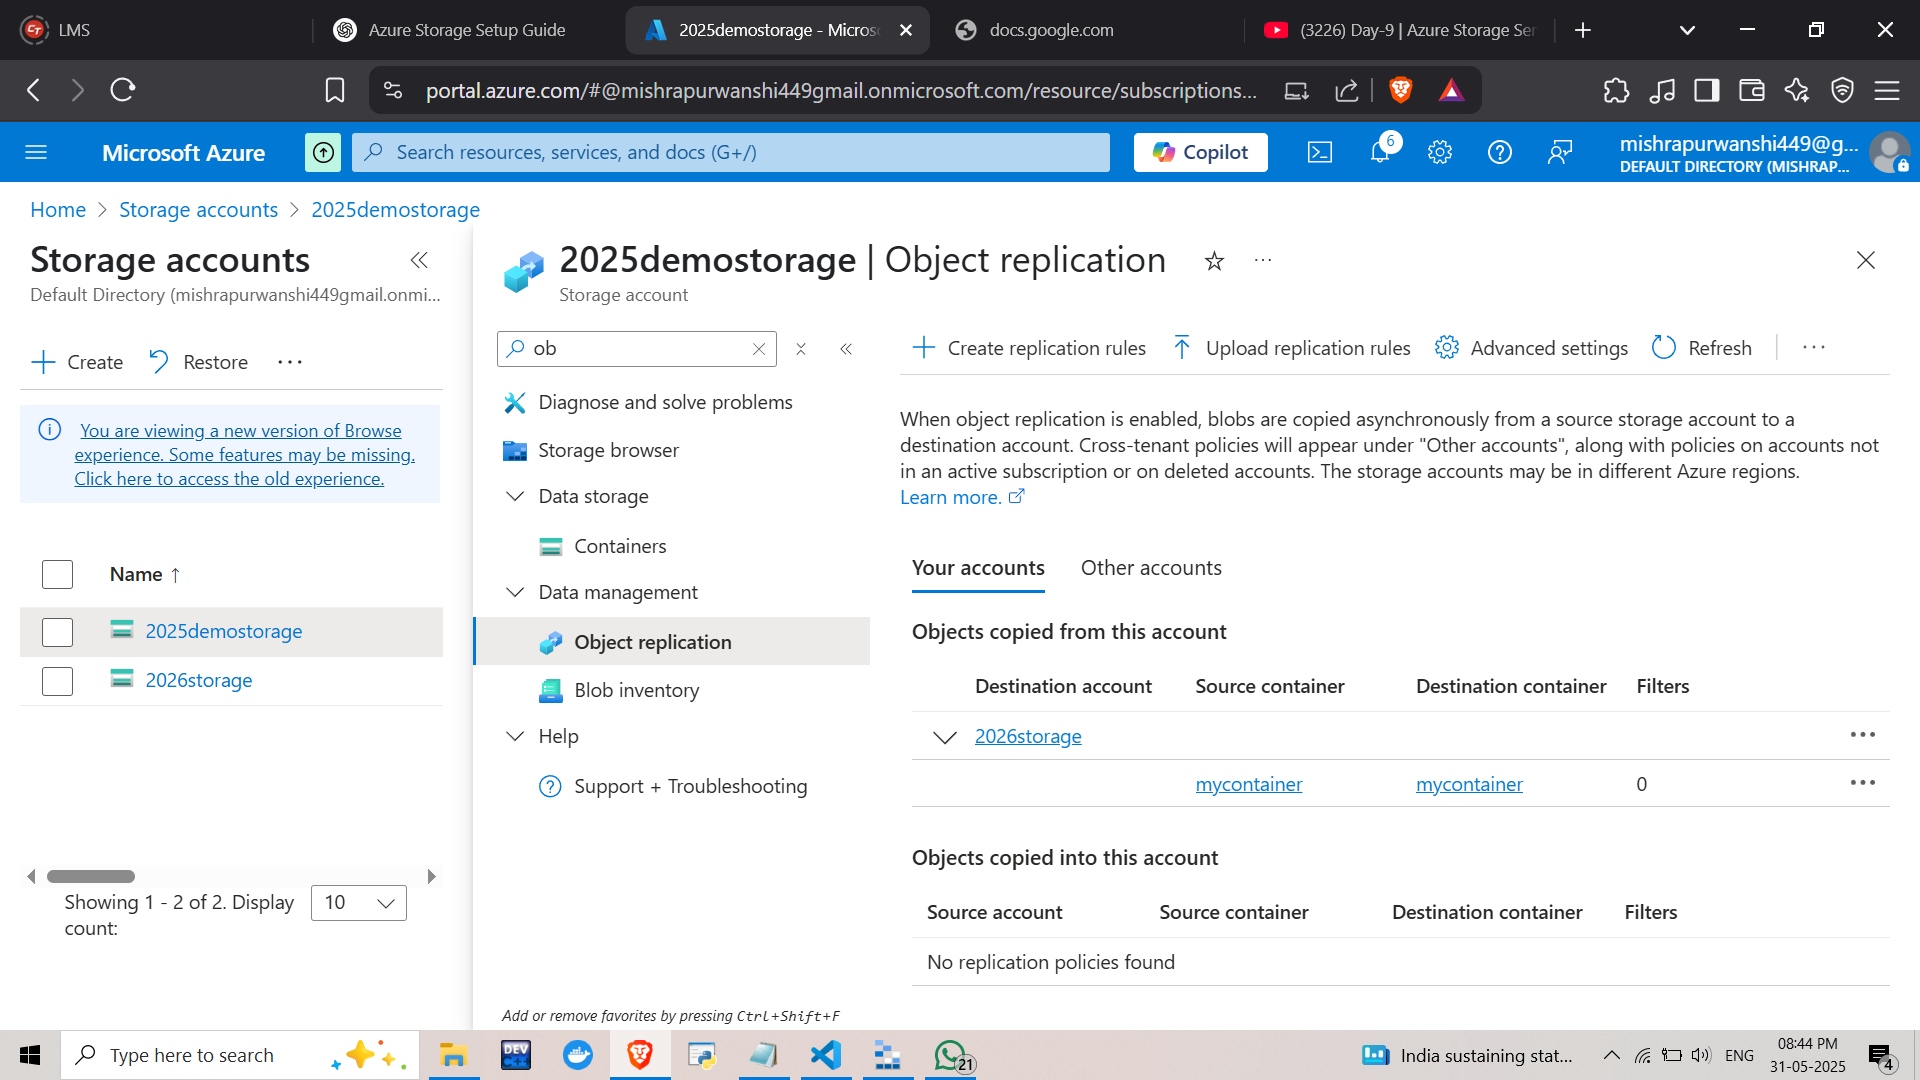 LMS
Azure Storage Setup Guide
2025demostorage - Micros
docs.google.com
(3226) Day-9 | Azure Storage Ser
portal.azure.com/#@mishrapurwanshi449gmail.onmicrosoft.com/resource/subscriptions...
Microsoft Azure
Search resources, services, and docs (G+/)
Copilot
6
mishrapurwanshi449@g...
DEFAULT DIRECTORY (MISHRAP...
Home > Storage accounts > 2025demostorage
Storage accounts
Default Directory (mishrapurwanshi449gmail.onmi...
Create
Restore
You are viewing a new version of Browse
experience. Some features may be missing.
Click here to access the old experience.
Name ↑
2025demostorage
2026storage
Showing 1 - 2 of 2. Display
count:
10
2025demostorage | Object replication
Storage account
ob
Diagnose and solve problems
Storage browser
Data storage
Containers
Data management
Object replication
Blob inventory
Help
Support + Troubleshooting
Add or remove favorites by pressing Ctrl+Shift+F
Create replication rules
Upload replication rules
Advanced settings
Refresh
When object replication is enabled, blobs are copied asynchronously from a source storage account to a
destination account. Cross-tenant policies will appear under "Other accounts", along with policies on accounts not
in an active subscription or on deleted accounts. The storage accounts may be in different Azure regions.
Learn more.
Your accounts
Other accounts
Objects copied from this account
Destination account Source container Destination container Filters
2026storage
mycontainer mycontainer 0
Objects copied into this account
Source account Source container Destination container Filters
No replication policies found
Type here to search
DEV
C++
21
India sustaining stat...
ENG
08:44 PM
31-05-2025
4